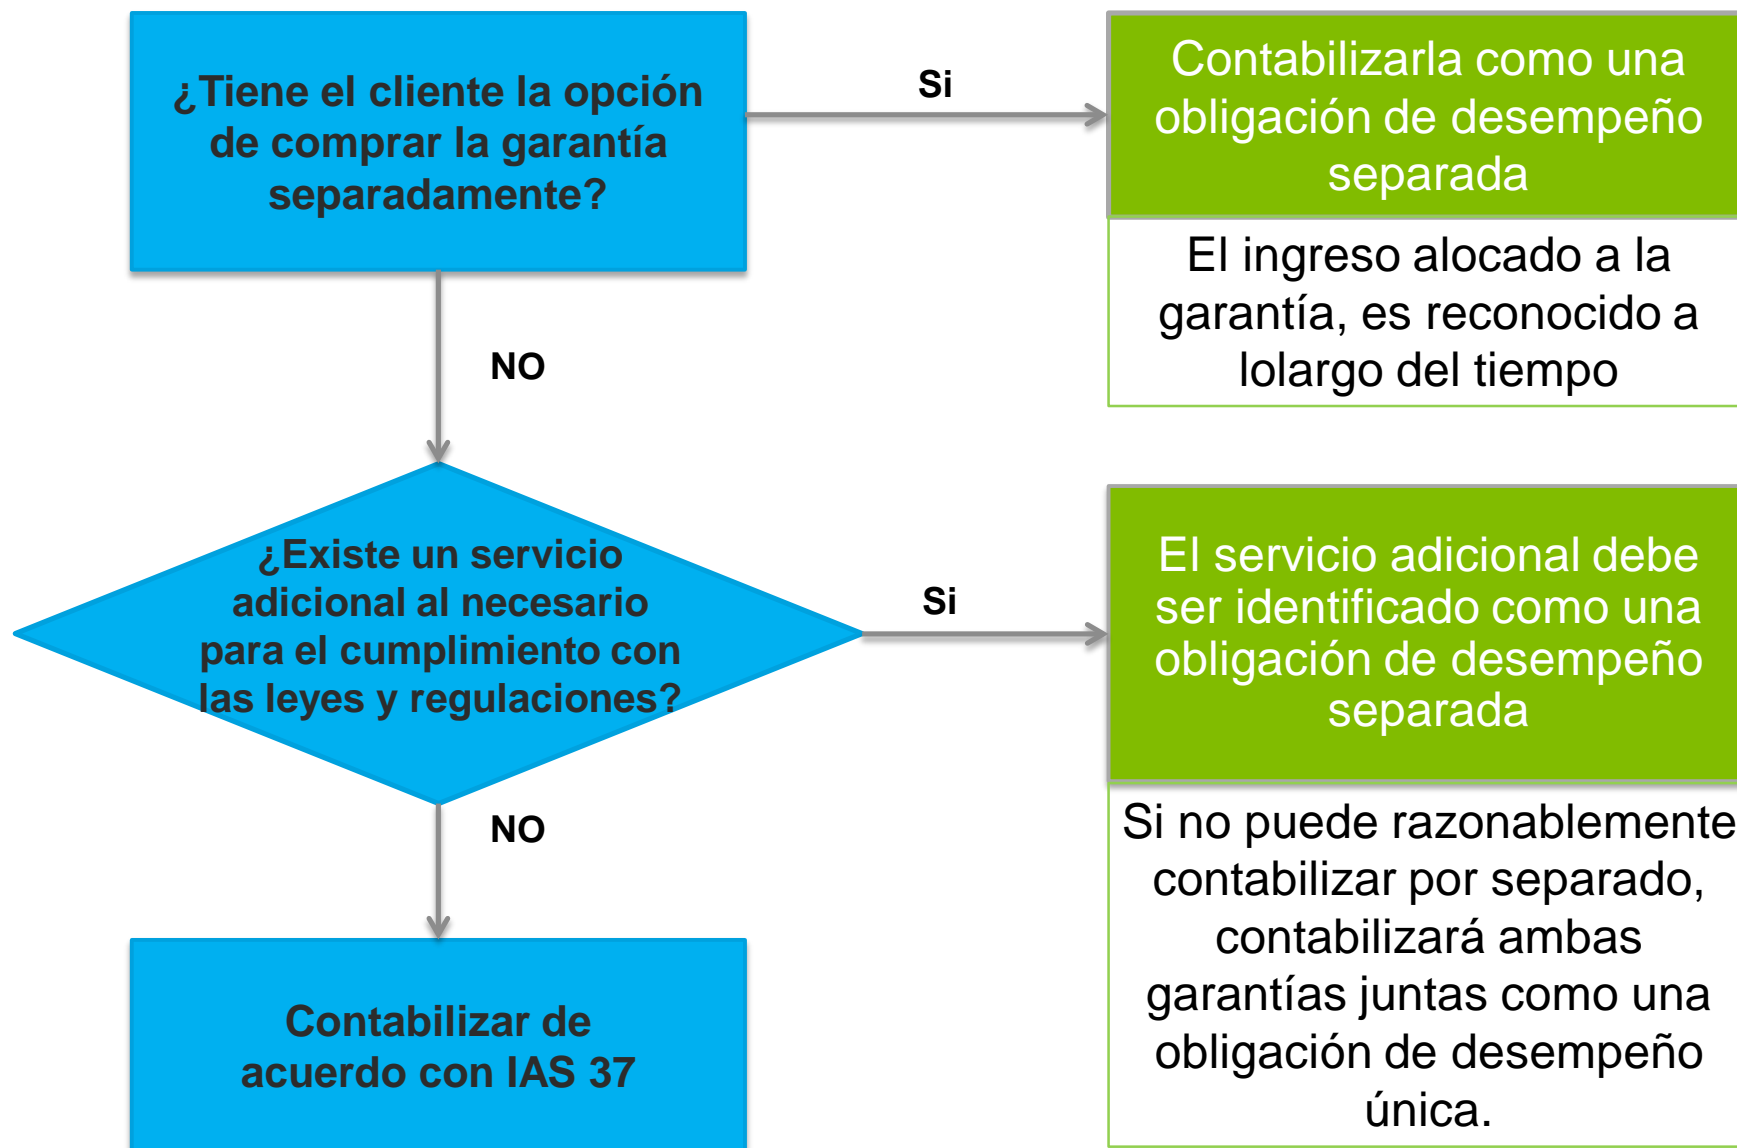 ¿Tiene el cliente la opción
de comprar la garantía
separadamente?
Si
Contabilizarla como una
obligación de desempeño
separada
El ingreso alocado a la
garantía, es reconocido a
lolargo del tiempo
NO
¿Existe un servicio
adicional al necesario
para el cumplimiento con
las leyes y regulaciones?
Si
El servicio adicional debe
ser identificado como una
obligación de desempeño
separada
Si no puede razonablemente
contabilizar por separado,
contabilizará ambas
garantías juntas como una
obligación de desempeño
única.
NO
Contabilizar de
acuerdo con IAS 37